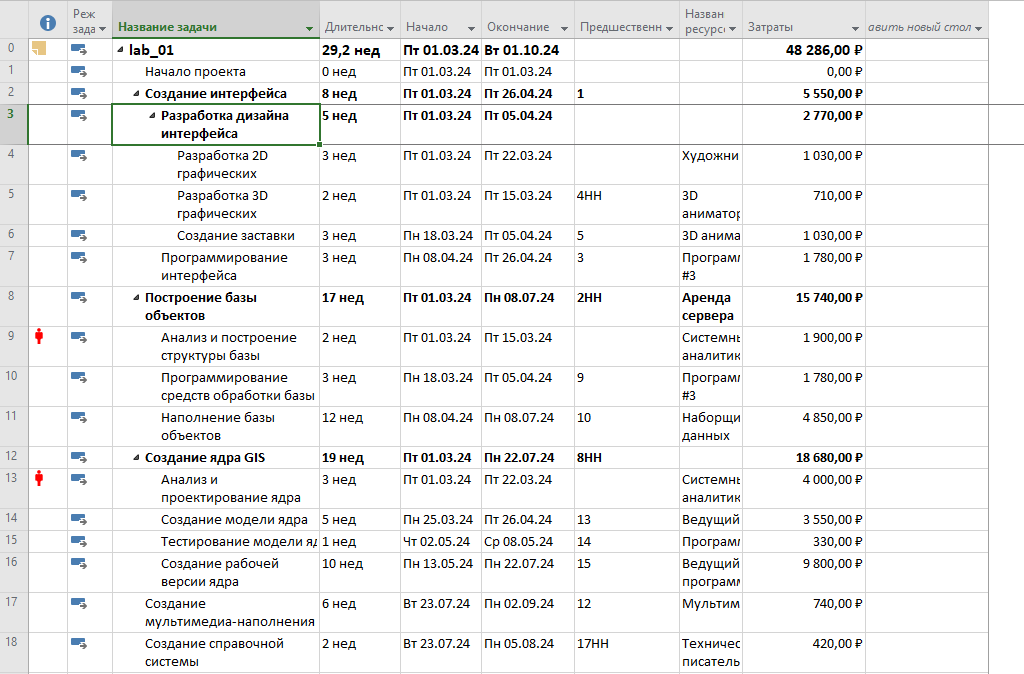 Реж зада Название задачи Длительнс Начало Окончание Предшественн Назван ресурс Затраты авить новый стол
0 lab_01 29,2 нед Пт 01.03.24 Вт 01.10.24 48 286,00 ₽
1 Начало проекта 0 нед Пт 01.03.24 Пт 01.03.24 0,00 ₽
2 Создание интерфейса 8 нед Пт 01.03.24 Пт 26.04.24 1 5 550,00 ₽
3 Разработка дизайна 5 нед Пт 01.03.24 Пт 05.04.24 2 770,00 ₽
интерфейса
4 Разработка 2D 3 нед Пт 01.03.24 Пт 22.03.24 Художни 1 030,00 ₽
графических
5 Разработка 3D 2 нед Пт 01.03.24 Пт 15.03.24 4НН 3D 710,00 ₽
графических аниматор
6 Создание заставки 3 нед Пн 18.03.24 Пт 05.04.24 5 3D анима 1 030,00 ₽
7 Программирование 3 нед Пн 08.04.24 Пт 26.04.24 3 Програм 1 780,00 ₽
интерфейса #3
8 Построение базы 17 нед Пт 01.03.24 Пн 08.07.24 2НН Аренда 15 740,00 ₽
объектов сервера
9 Анализ и построение 2 нед Пт 01.03.24 Пт 15.03.24 Системн 1 900,00 ₽
структуры базы аналитик
10 Программирование 3 нед Пн 18.03.24 Пт 05.04.24 9 Програм 1 780,00 ₽
средств обработки базы #3
11 Наполнение базы 12 нед Пн 08.04.24 Пн 08.07.24 10 Наборщи 4 850,00 ₽
объектов данных
12 Создание ядра GIS 19 нед Пт 01.03.24 Пн 22.07.24 8НН 18 680,00 ₽
13 Анализ и 3 нед Пт 01.03.24 Пт 22.03.24 Системн 4 000,00 ₽
проектирование ядра аналитик
14 Создание модели ядра 5 нед Пн 25.03.24 Пт 26.04.24 13 Ведущий 3 550,00 ₽
15 Тестирование модели яд 1 нед Чт 02.05.24 Ср 08.05.24 14 Програм 330,00 ₽
16 Создание рабочей 10 нед Пн 13.05.24 Пн 22.07.24 15 Ведущий 9 800,00 ₽
версии ядра програм
17 Создание 6 нед Вт 23.07.24 Пн 02.09.24 12 Мультим 740,00 ₽
мультимедиа-наполнения
18 Создание справочной 2 нед Вт 23.07.24 Пн 05.08.24 17НН Техничес 420,00 ₽
системы писатель